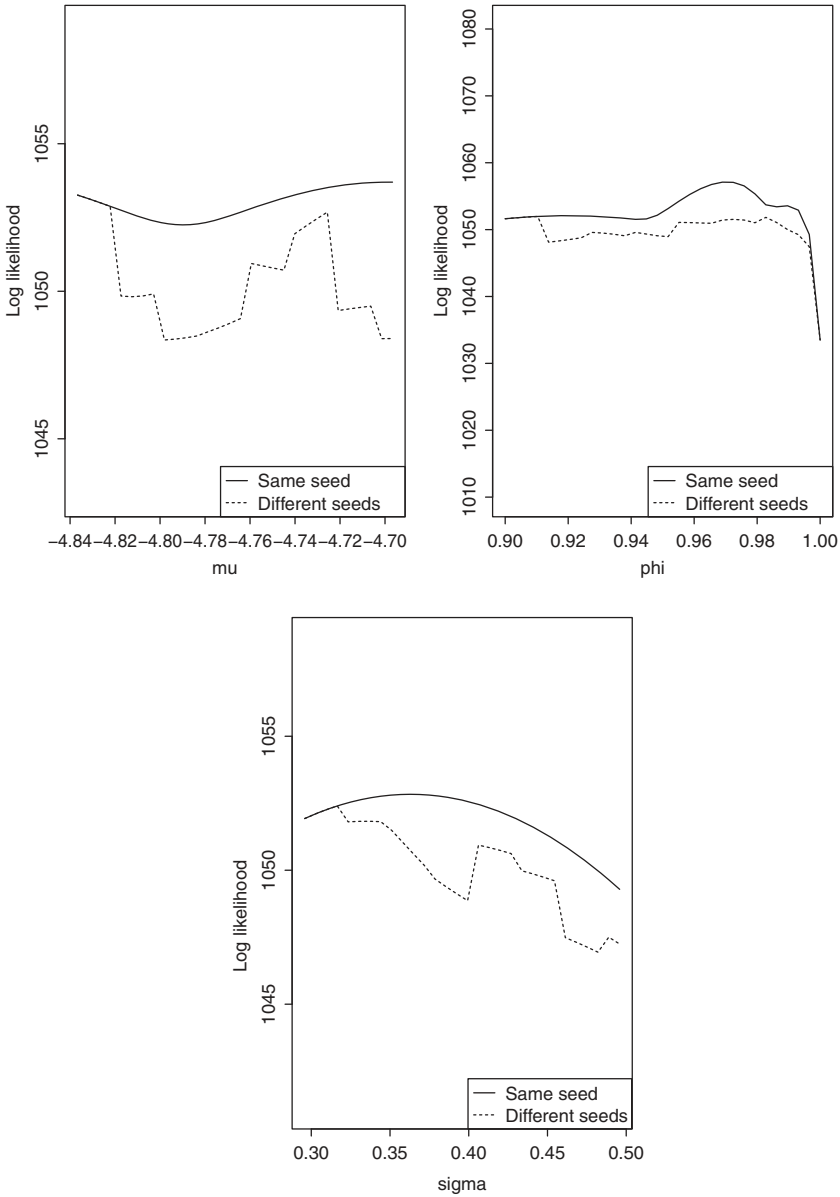 Log likelihood
1055
1050
1045
Same seed
Different seeds
−4.84 −4.82 −4.80 −4.78 −4.76 −4.74 −4.72 −4.70
mu
Log likelihood
1080
1070
1060
1050
1040
1030
1020
1010
Same seed
Different seeds
0.90 0.92 0.94 0.96 0.98 1.00
phi
Log likelihood
1055
1050
1045
Same seed
Different seeds
0.30 0.35 0.40 0.45 0.50
sigma